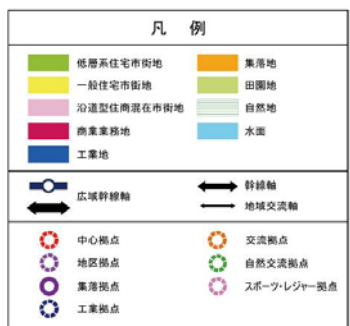 凡 例
低層系住宅市街地 集落地
一般住宅市街地 田園地
沿道型住商混在市街地 自然地
商業業務地 水面
工業地
広域幹線軸 幹線軸
地域交流軸
中心拠点 交流拠点
地区拠点 自然交流拠点
集落拠点 スポーツ・レジャー拠点
工業拠点